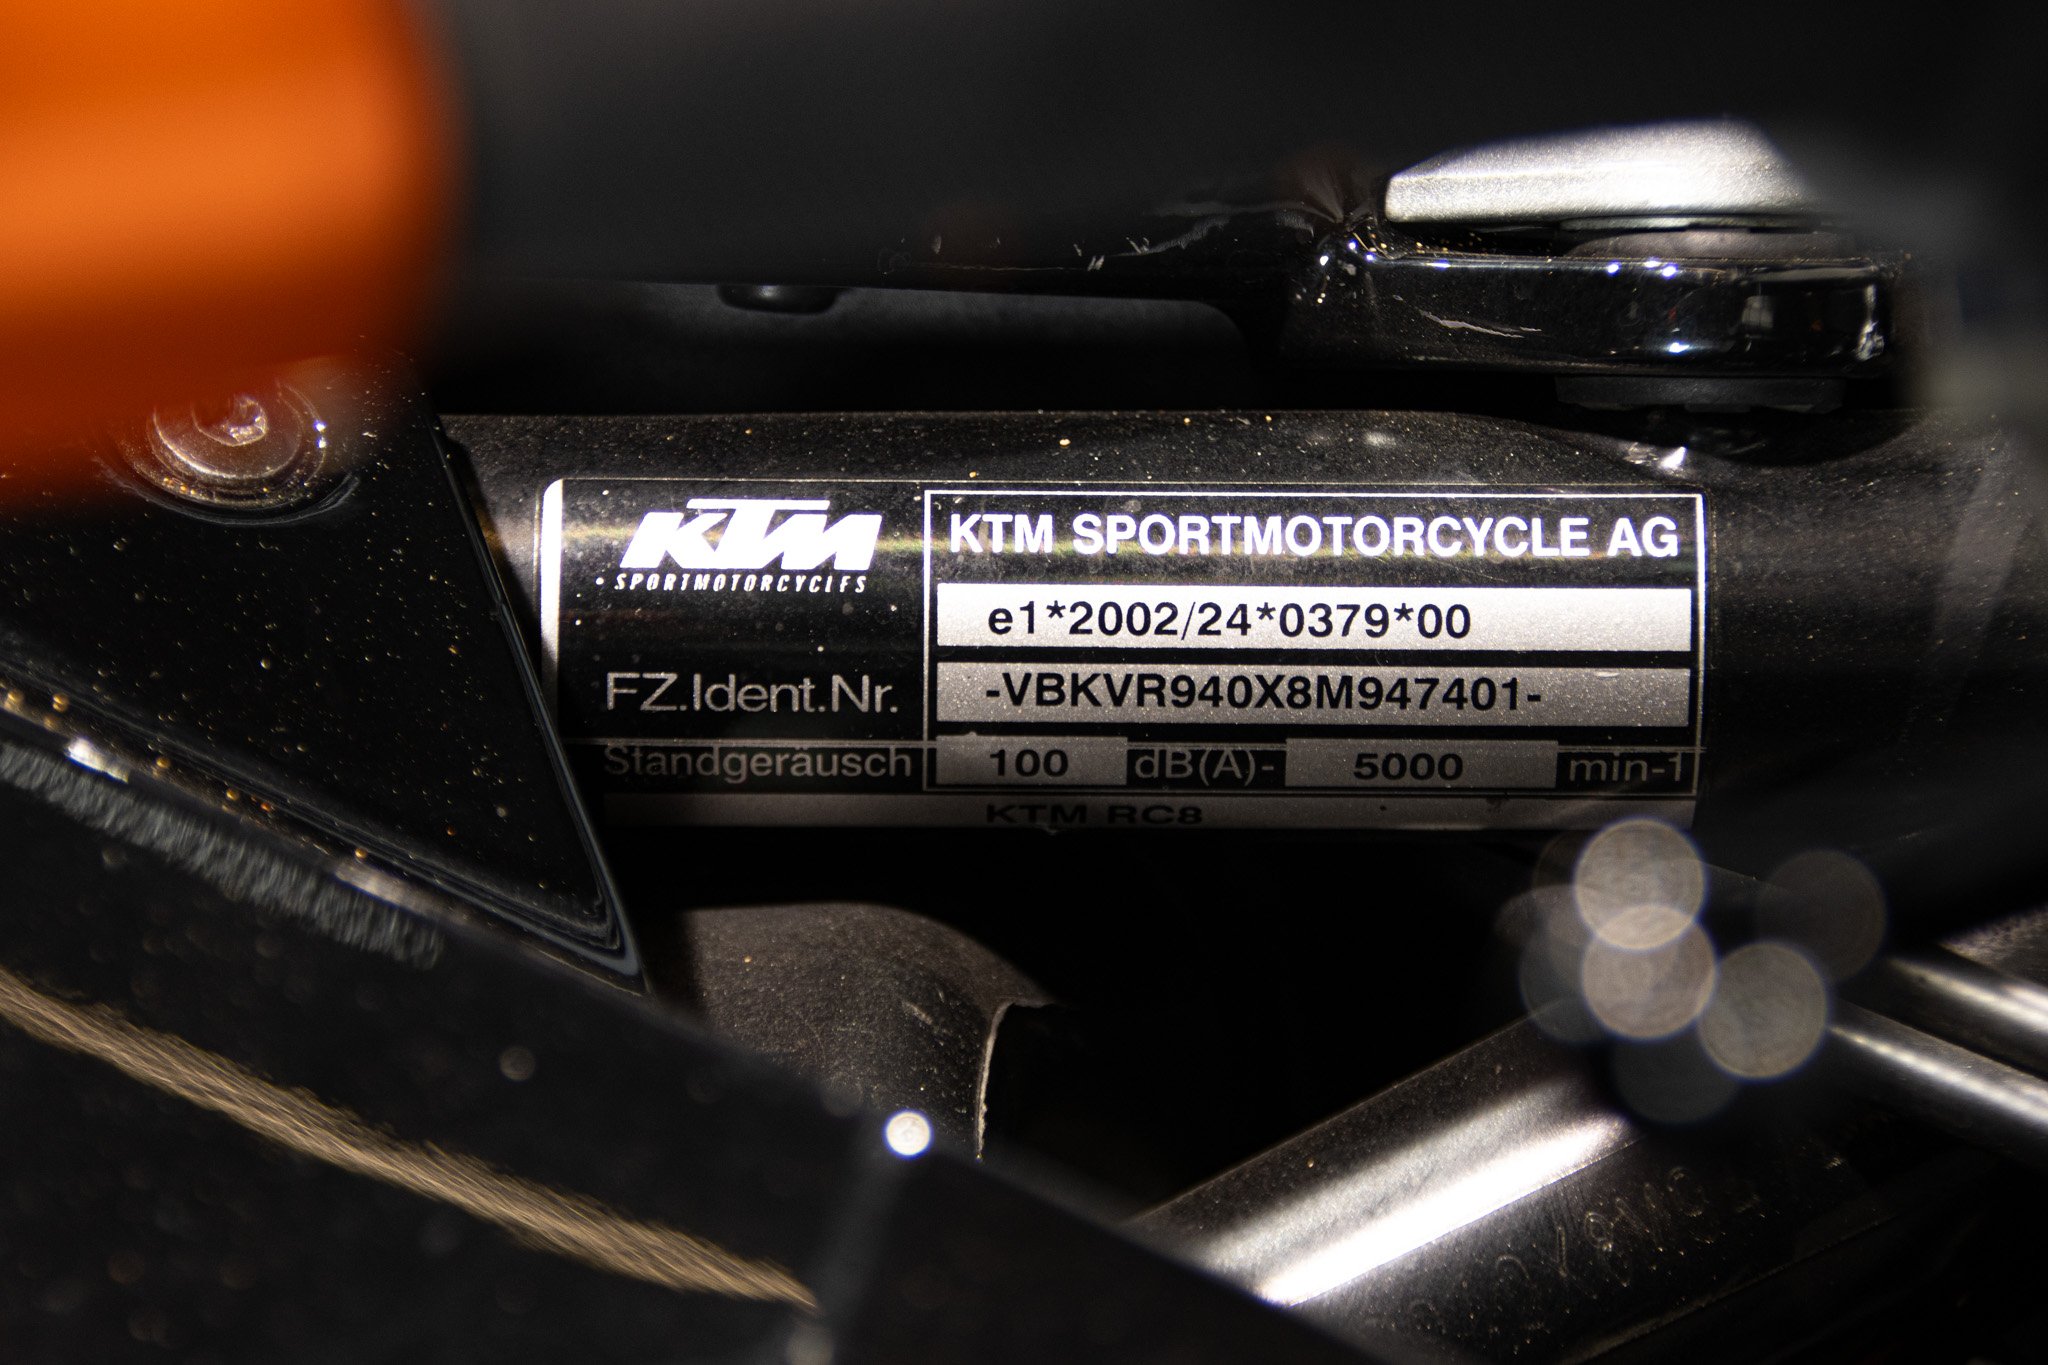 KTM
SPORTMOTORCYCLES
KTM SPORTMOTORCYCLE AG
e1*2002/24*0379*00
FZ.Ident.Nr. -VBKVR940X8M947401-
Standgeräusch 100 dB(A)- 5000 min-1
KTM RC8